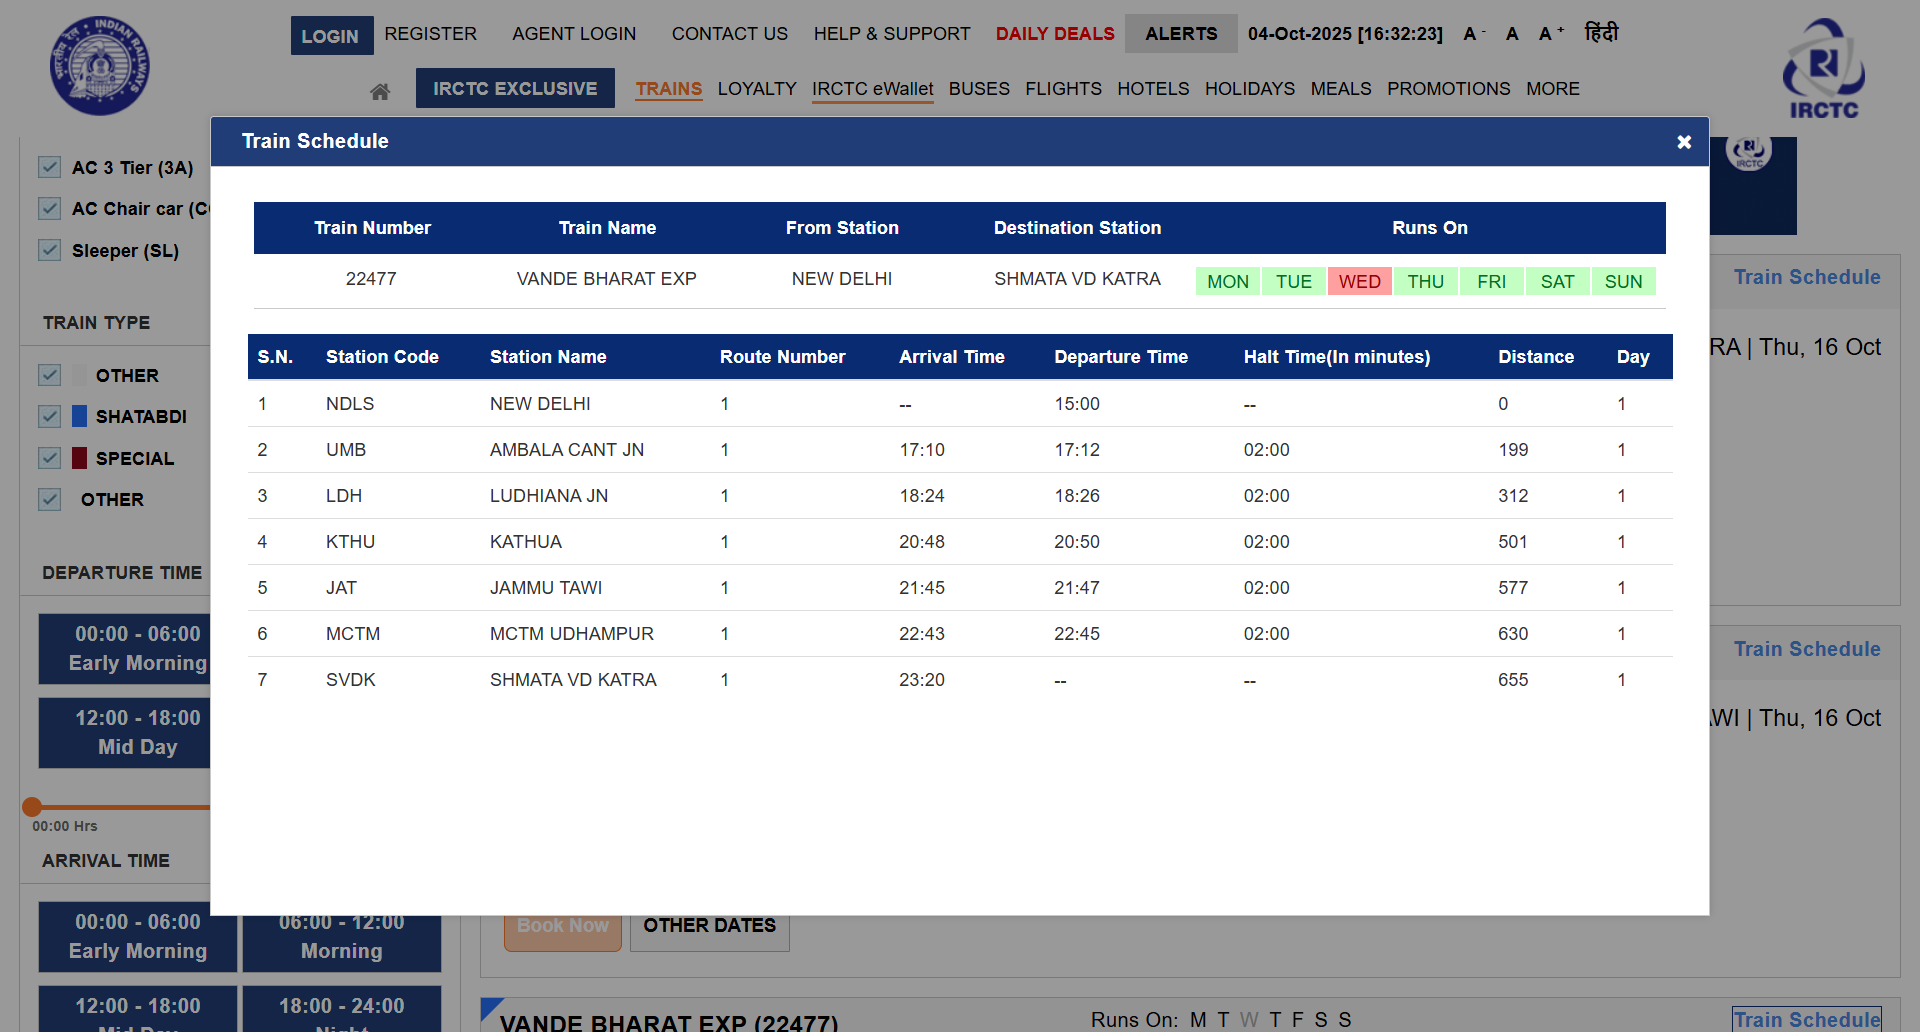 LOGIN REGISTER AGENT LOGIN CONTACT US HELP & SUPPORT DAILY DEALS ALERTS 04-Oct-2025 [16:32:23] A - A A + हिंदी
IRCTC EXCLUSIVE TRAINS LOYALTY IRCTC eWallet BUSES FLIGHTS HOTELS HOLIDAYS MEALS PROMOTIONS MORE
INDIAN RAILWAYS
भारतीय रेल
IRCTC
Train Schedule
IRCTC
AC 3 Tier (3A)
AC Chair car (C
Sleeper (SL)
TRAIN TYPE
OTHER
SHATABDI
SPECIAL
OTHER
DEPARTURE TIME
00:00 - 06:00
Early Morning
12:00 - 18:00
Mid Day
00:00 Hrs
ARRIVAL TIME
00:00 - 06:00
Early Morning
06:00 - 12:00
Morning
12:00 - 18:00
Mid Day
18:00 - 24:00
Night
Train Number Train Name From Station Destination Station Runs On
22477 VANDE BHARAT EXP NEW DELHI SHMATA VD KATRA MON TUE WED THU FRI SAT SUN
S.N. Station Code Station Name Route Number Arrival Time Departure Time Halt Time(In minutes) Distance Day
1 NDLS NEW DELHI 1 -- 15:00 -- 0 1
2 UMB AMBALA CANT JN 1 17:10 17:12 02:00 199 1
3 LDH LUDHIANA JN 1 18:24 18:26 02:00 312 1
4 KTHU KATHUA 1 20:48 20:50 02:00 501 1
5 JAT JAMMU TAWI 1 21:45 21:47 02:00 577 1
6 MCTM MCTM UDHAMPUR 1 22:43 22:45 02:00 630 1
7 SVDK SHMATA VD KATRA 1 23:20 -- -- 655 1
Train Schedule
RA | Thu, 16 Oct
Train Schedule
WI | Thu, 16 Oct
Book Now OTHER DATES
VANDE BHARAT EXP (22477) Runs On: M T W T F S S Train Schedule